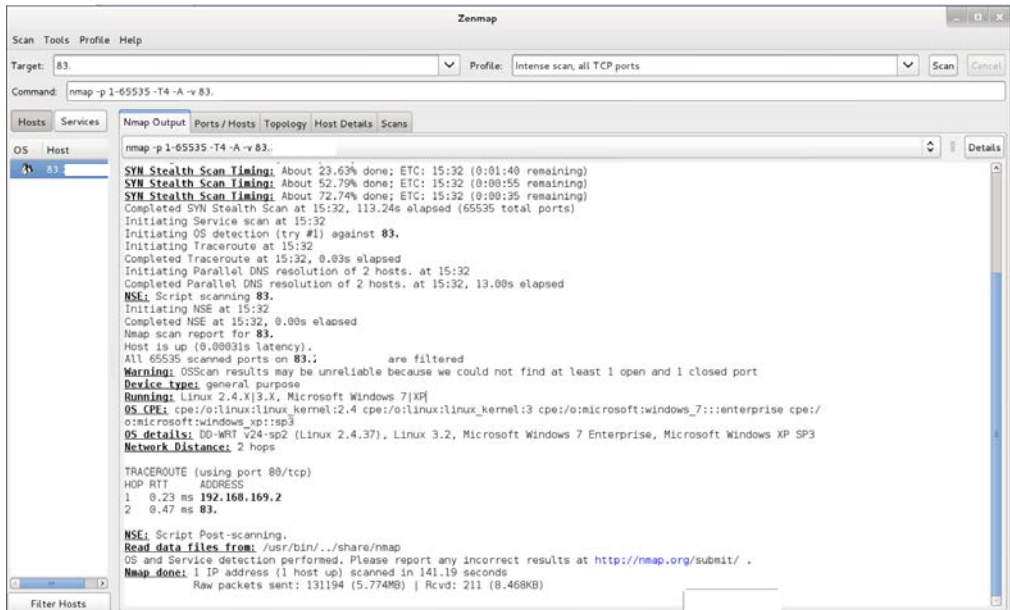 Zenmap
Scan Tools Profile Help
Target: 83. Profile: Intense scan, all TCP ports Scan Cancel
Command: nmap -p 1-65535 -T4 -A -v 83.
Hosts Services Nmap Output Ports / Hosts Topology Host Details Scans
OS Host nmap -p 1-65535 -T4 -A -v 83. Details
83.
SYN Stealth Scan Timing: About 23.63% done; ETC: 15:32 (0:01:40 remaining)
SYN Stealth Scan Timing: About 52.79% done; ETC: 15:32 (0:00:55 remaining)
SYN Stealth Scan Timing: About 72.74% done; ETC: 15:32 (0:00:35 remaining)
Completed SYN Stealth Scan at 15:32, 113.24s elapsed (65535 total ports)
Initiating Service scan at 15:32
Initiating OS detection (try #1) against 83.
Initiating Traceroute at 15:32
Completed Traceroute at 15:32, 0.03s elapsed
Initiating Parallel DNS resolution of 2 hosts. at 15:32
Completed Parallel DNS resolution of 2 hosts. at 15:32, 13.00s elapsed
NSE: Script scanning 83.
Initiating NSE at 15:32
Completed NSE at 15:32, 0.00s elapsed
Nmap scan report for 83.
Host is up (0.00031s latency).
All 65535 scanned ports on 83. are filtered
Warning: OSScan results may be unreliable because we could not find at least 1 open and 1 closed port
Device type: general purpose
Running: Linux 2.4.X|3.X, Microsoft Windows 7|XP
OS CPE: cpe:/o:linux:linux_kernel:2.4 cpe:/o:linux:linux_kernel:3 cpe:/o:microsoft:windows_7:::enterprise cpe:/
o:microsoft:windows_xp::sp3
OS details: DD-WRT v24-sp2 (Linux 2.4.37), Linux 3.2, Microsoft Windows 7 Enterprise, Microsoft Windows XP SP3
Network Distance: 2 hops
TRACEROUTE (using port 80/tcp)
HOP RTT ADDRESS
1 0.23 ms 192.168.169.2
2 0.47 ms 83.
NSE: Script Post-scanning.
Read data files from: /usr/bin/../share/nmap
OS and Service detection performed. Please report any incorrect results at http://nmap.org/submit/ .
Nmap done: 1 IP address (1 host up) scanned in 141.19 seconds
Raw packets sent: 131194 (5.774MB) | Rcvd: 211 (8.468KB)
Filter Hosts